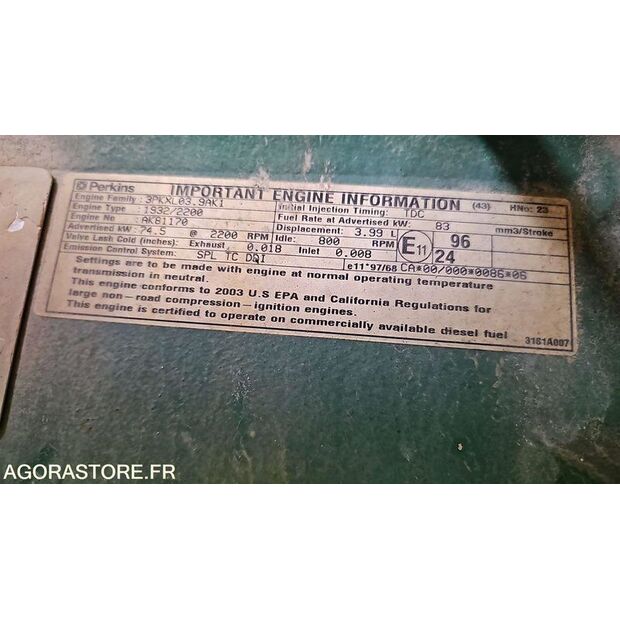 Perkins IMPORTANT ENGINE INFORMATION (43) HNo: 23
Engine Family: 3PKXL03.9AK1 Initial Injection Timing: TDC
Engine Type : 1932/2200 Fuel Rate at Advertised kW: 83 mm3/Stroke
Engine No : AK81170 Displacement: 3.99 L
Advertised kW: 74.5 @ 2200 RPM Idle: 800 RPM E11 96
Valve Lash Cold (inches): Exhaust, 0.018 Inlet 0.008 24
Emission Control System: SPL TC DDI e11*97/68 CA*00/000*0086*06
Settings are to be made with engine at normal operating temperature
transmission in neutral.
This engine conforms to 2003 U.S EPA and California Regulations for
large non-road compression-ignition engines.
This engine is certified to operate on commercially available diesel fuel
3181A007
AGORASTORE.FR